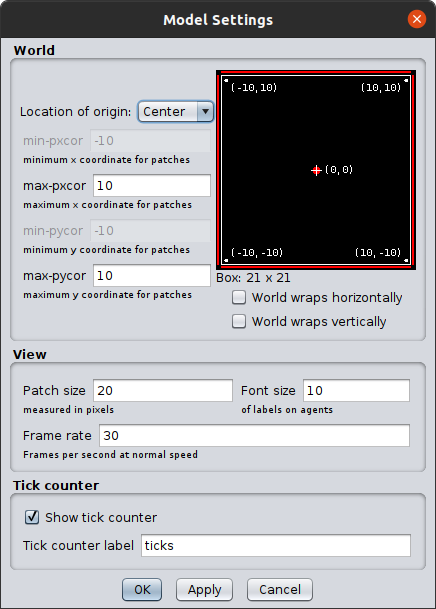 Model Settings
World
Location of origin: Center
min-pxcor -10
minimum x coordinate for patches
max-pxcor 10
maximum x coordinate for patches
min-pycor -10
minimum y coordinate for patches
max-pycor 10
maximum y coordinate for patches
(-10,10) (10,10)
(0,0)
(-10,-10) (10,-10)
Box: 21 x 21
World wraps horizontally
World wraps vertically
View
Patch size 20 Font size 10
measured in pixels of labels on agents
Frame rate 30
Frames per second at normal speed
Tick counter
Show tick counter
Tick counter label ticks
OK Apply Cancel